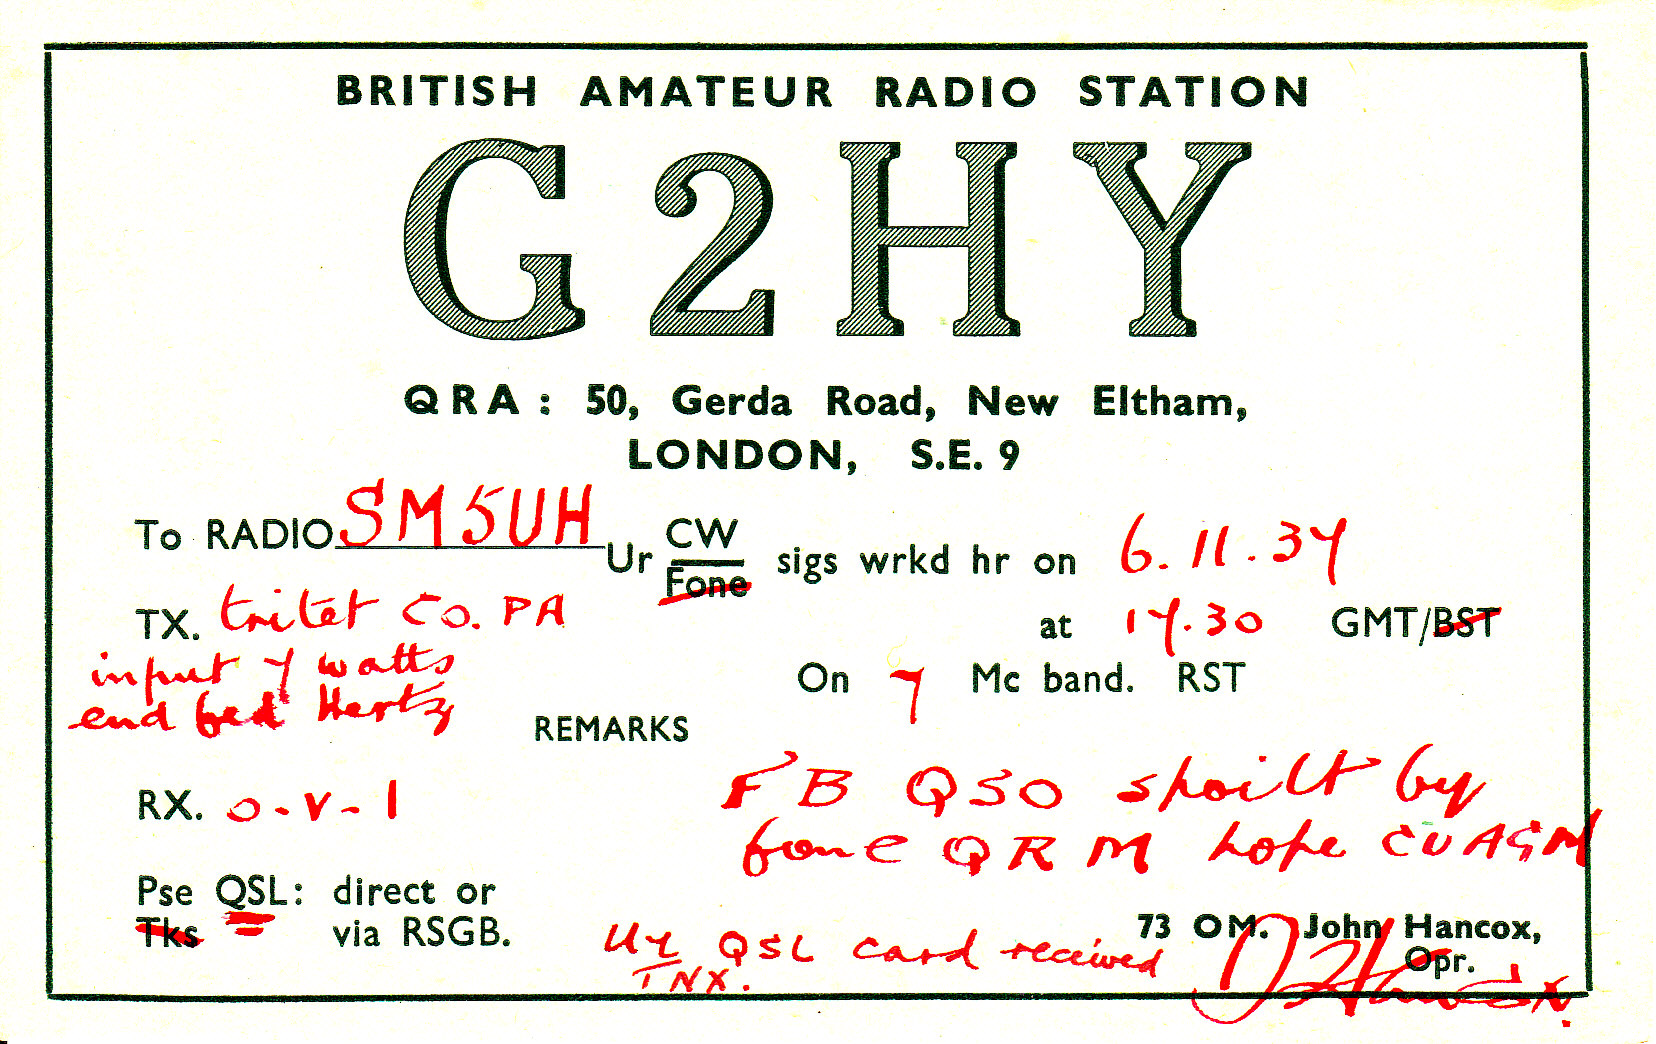 BRITISH AMATEUR RADIO STATION
G2HY
QRA : 50, Gerda Road, New Eltham,
LONDON, S.E. 9
To RADIO SM5UH Ur CW sigs wrkd hr on 6.11.37
Fone
TX. tritet Co. PA at 17.30 GMT/BST
input 7 watts On 7 Mc band. RST
end fed Hertz
REMARKS
RX. 0-V-1 FB QSO spoilt by
fone QRM hope CUAGN
Pse QSL: direct or
Tks via RSGB.
73 OM. John Hancox,
Opr.
Ur QSL card received
TNX.
J Hancox.